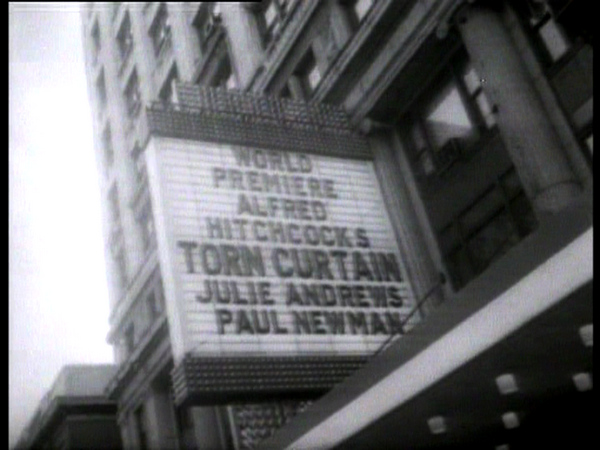 WORLD
PREMIERE
ALFRED
HITCHCOCKS
TORN CURTAIN
JULIE ANDREWS
PAUL NEWMAN